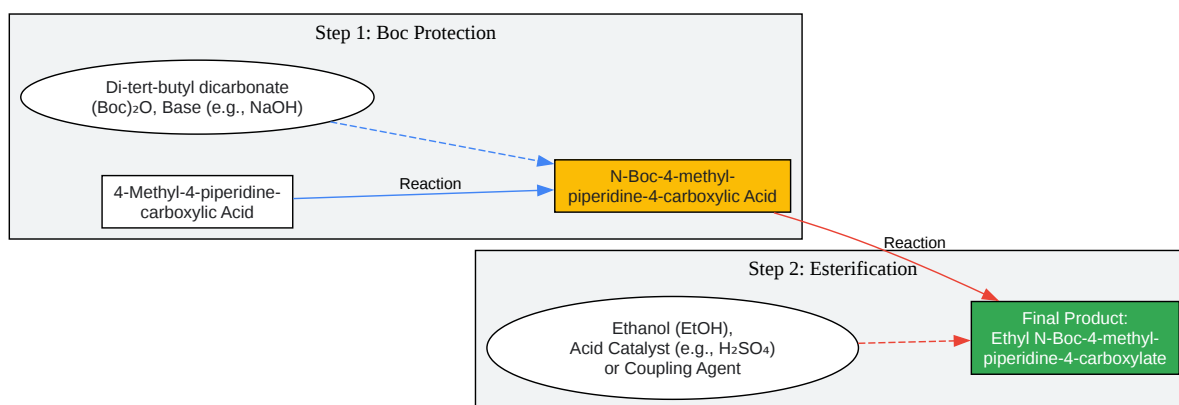 Step 1: Boc Protection
Di-tert-butyl dicarbonate
(Boc)₂O, Base (e.g., NaOH)
4-Methyl-4-piperidine-
carboxylic Acid
Reaction
N-Boc-4-methyl-
piperidine-4-carboxylic Acid
Reaction
Step 2: Esterification
Ethanol (EtOH),
Acid Catalyst (e.g., H₂SO₄)
or Coupling Agent
Final Product:
Ethyl N-Boc-4-methyl-
piperidine-4-carboxylate